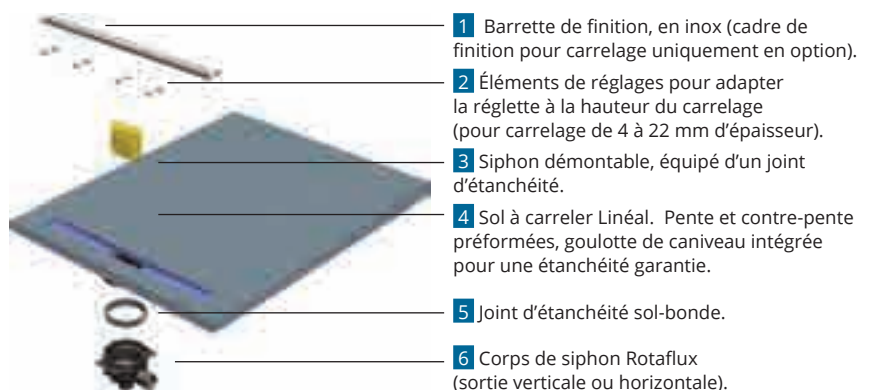 1 Barrette de finition, en inox (cadre de
finition pour carrelage uniquement en option).
2 Éléments de réglages pour adapter
la réglette à la hauteur du carrelage
(pour carrelage de 4 à 22 mm d’épaisseur).
3 Siphon démontable, équipé d’un joint
d’étanchéité.
4 Sol à carreler Linéal. Pente et contre-pente
préformées, goulotte de caniveau intégrée
pour une étanchéité garantie.
5 Joint d’étanchéité sol-bonde.
6 Corps de siphon Rotaflux
(sortie verticale ou horizontale).